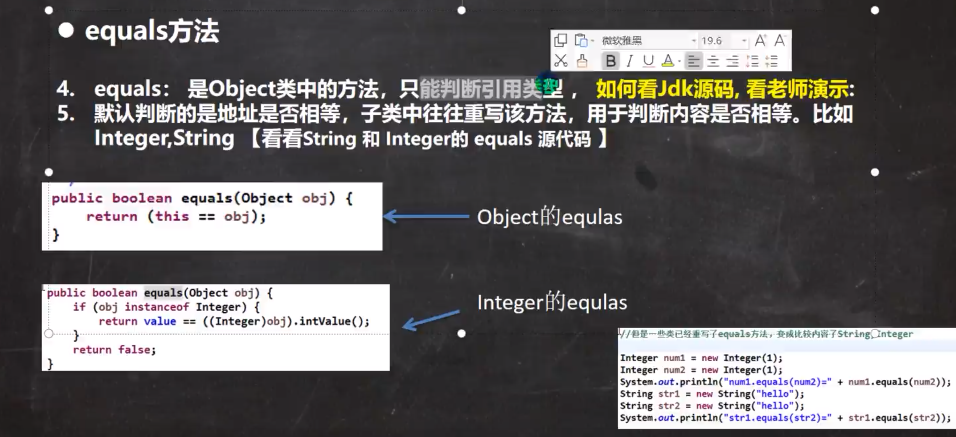 ● equals方法
微软雅黑 19.6 A A
B I U A
4. equals： 是Object类中的方法，只能判断引用类型 ， 如何看Jdk源码, 看老师演示:
5. 默认判断的是地址是否相等，子类中往往重写该方法，用于判断内容是否相等。比如
Integer,String 【看看String 和 Integer的 equals 源代码 】
public boolean equals(Object obj) {
return (this == obj);
}
Object的equlas
public boolean equals(Object obj) {
if (obj instanceof Integer) {
return value == ((Integer)obj).intValue();
}
return false;
}
Integer的equlas
//但是一些类已经重写了equals方法，变成比较内容了String,Integer
Integer num1 = new Integer(1);
Integer num2 = new Integer(1);
System.out.println("num1.equals(num2)=" + num1.equals(num2));
String str1 = new String("hello");
String str2 = new String("hello");
System.out.println("str1.equals(str2)=" + str1.equals(str2));